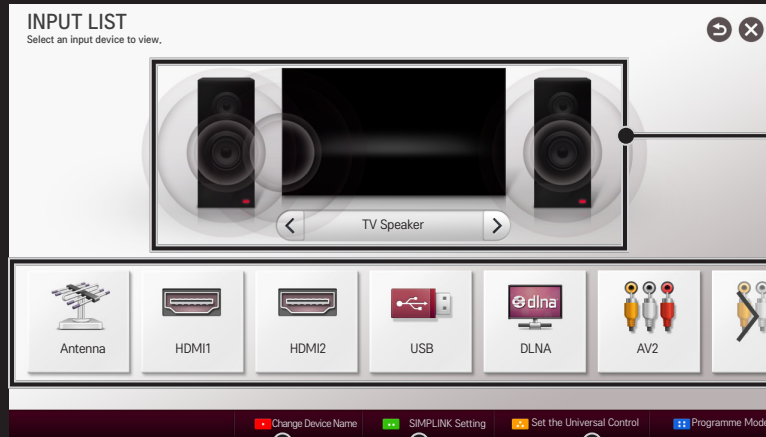 INPUT LIST
Select an input device to view.
TV Speaker
Antenna
HDMI1
HDMI2
USB
dlna
DLNA
AV2
Change Device Name
SIMPLINK Setting
Set the Universal Control
Programme Mode